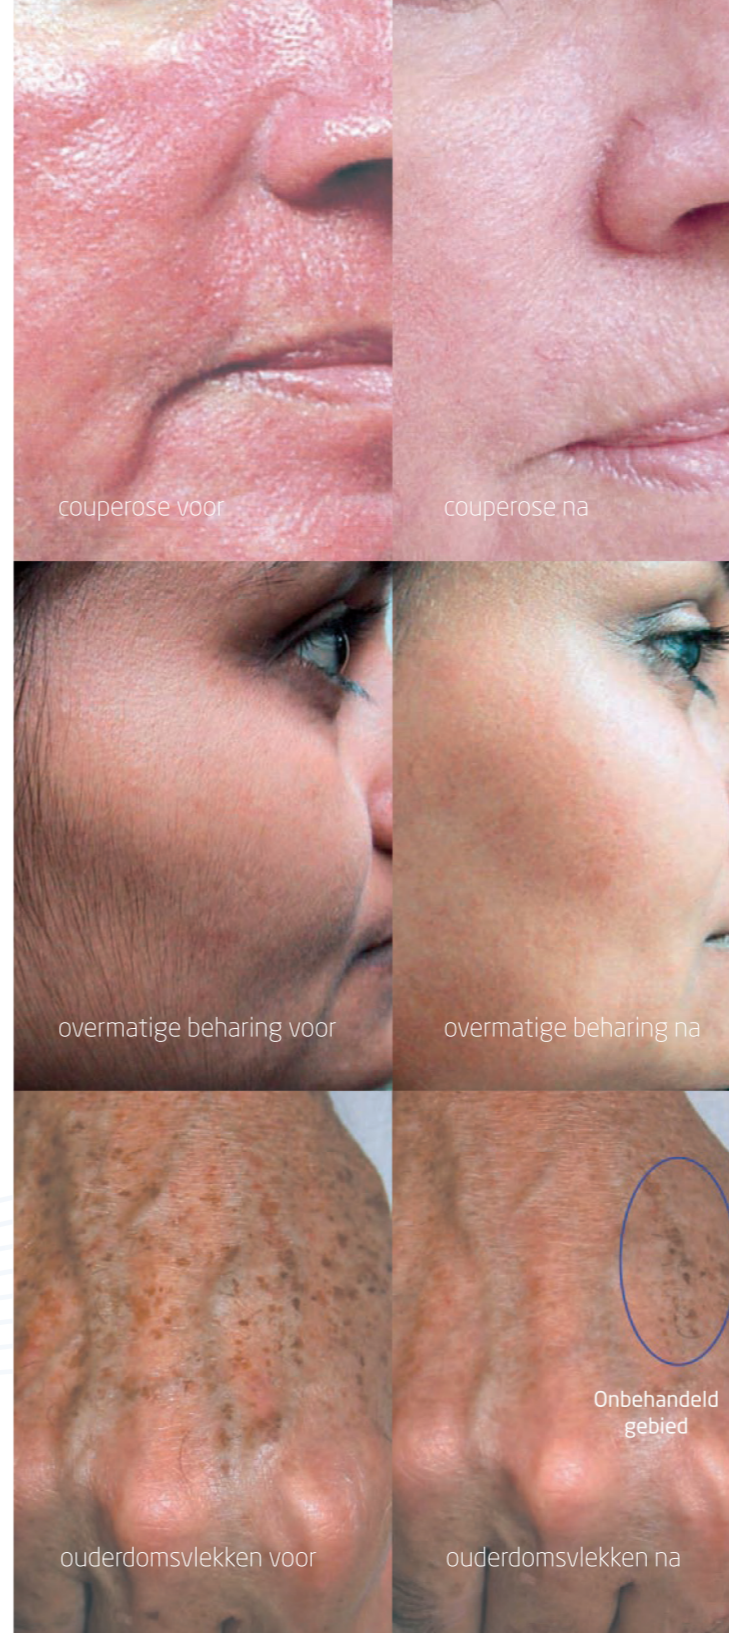 couperose voor
couperose na
overmatige beharing voor
overmatige beharing na
Onbehandeld
gebied
ouderdomsvlekken voor
ouderdomsvlekken na